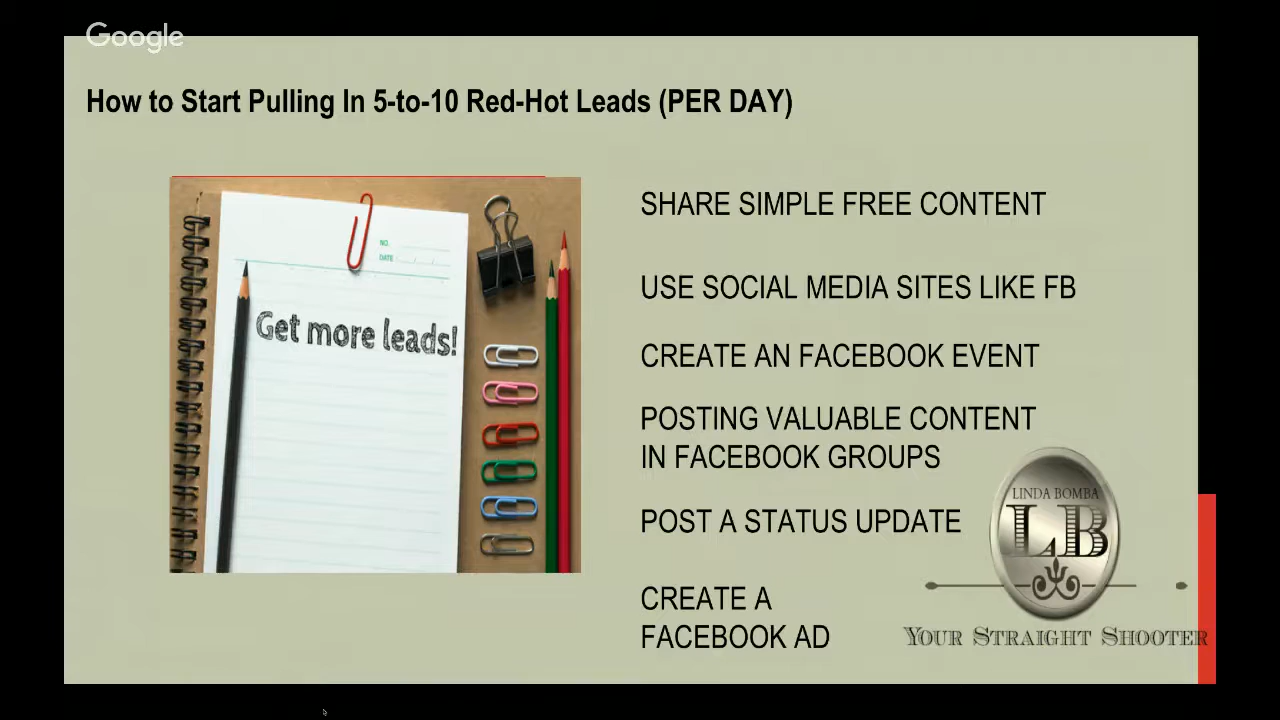 Google
How to Start Pulling In 5-to-10 Red-Hot Leads (PER DAY)
NO.
DATE
Get more leads!
SHARE SIMPLE FREE CONTENT
USE SOCIAL MEDIA SITES LIKE FB
CREATE AN FACEBOOK EVENT
POSTING VALUABLE CONTENT
IN FACEBOOK GROUPS
POST A STATUS UPDATE
CREATE A
FACEBOOK AD
LINDA BOMBA
LB
YOUR STRAIGHT SHOOTER